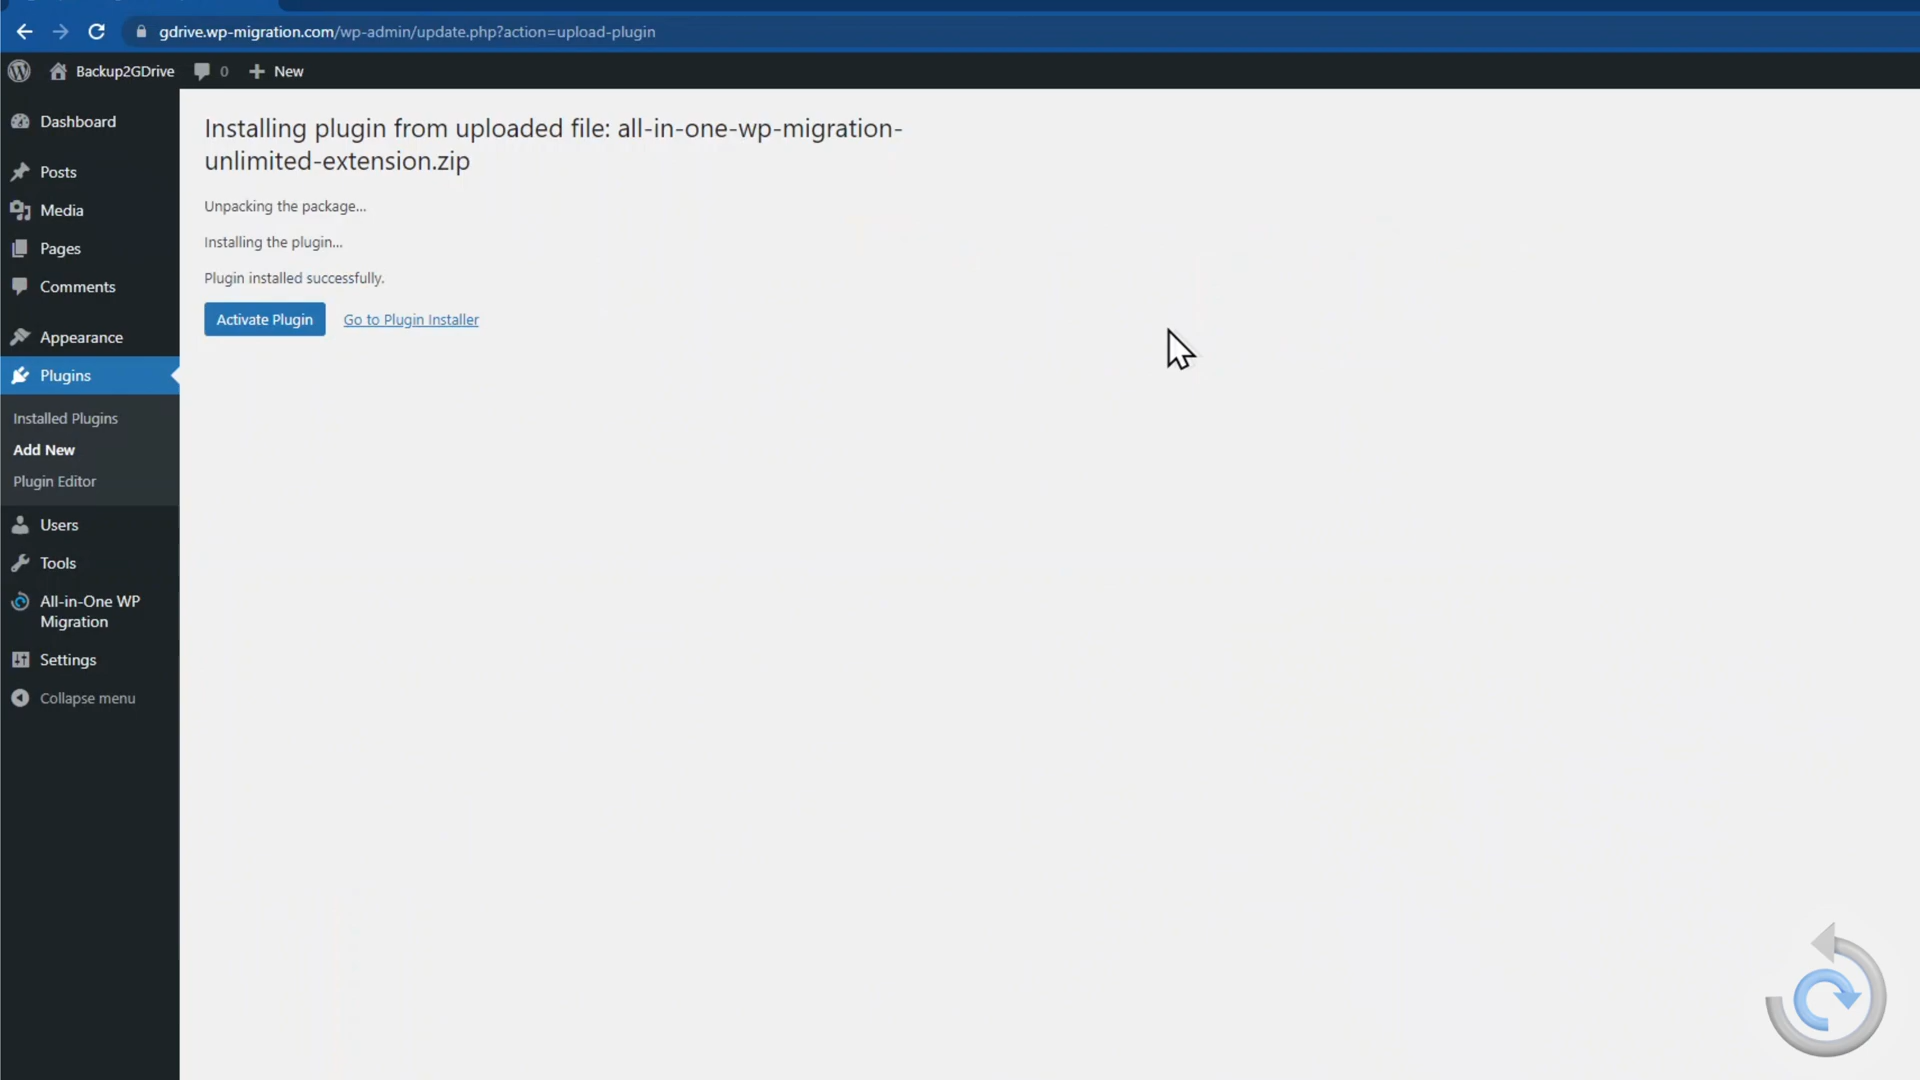 gdrive.wp-migration.com/wp-admin/update.php?action=upload-plugin
Backup2GDrive
0
New
Dashboard
Posts
Media
Pages
Comments
Appearance
Plugins
Installed Plugins
Add New
Plugin Editor
Users
Tools
All-in-One WP
Migration
Settings
Collapse menu
Installing plugin from uploaded file: all-in-one-wp-migration-
unlimited-extension.zip
Unpacking the package...
Installing the plugin...
Plugin installed successfully.
Activate Plugin
Go to Plugin Installer